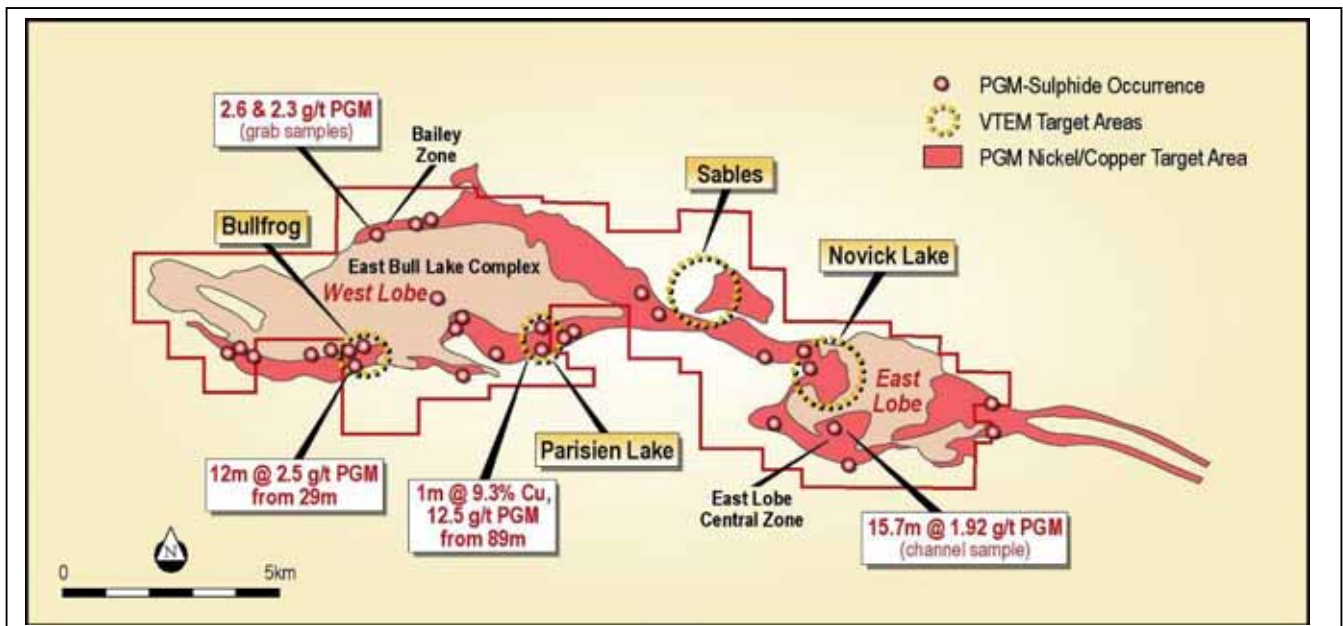 2.6 & 2.3 g/t PGM
(grab samples)
Bailey
Zone
PGM-Sulphide Occurrence
VTEM Target Areas
PGM Nickel/Copper Target Area
Sables
Bullfrog
Novick Lake
East Bull Lake Complex
West Lobe
East
Lobe
Parisien Lake
12m @ 2.5 g/t PGM
from 29m
1m @ 9.3% Cu,
12.5 g/t PGM
from 89m
East Lobe
Central Zone
15.7m @ 1.92 g/t PGM
(channel sample)
N
0
5km